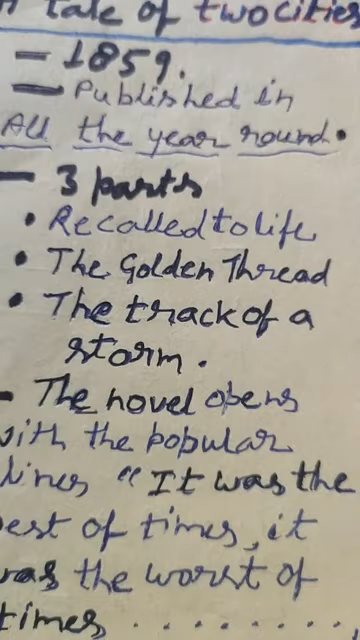 A tale of two cities
— 1859.
— Published in
All the year round.
— 3 parts
• Recalled to life
• The Golden Thread
• The track of a
storm.
- The novel opens
with the popular
lines "It was the
best of times, it
was the worst of
times .........